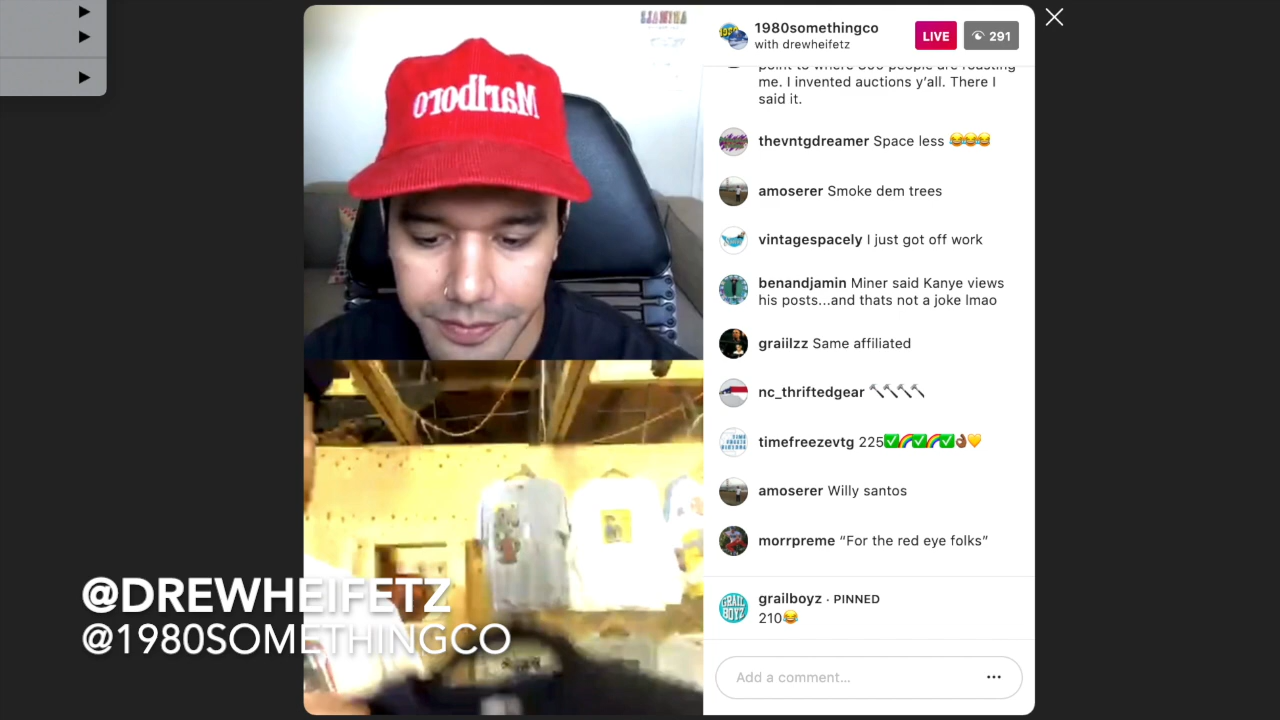 1980somethingco
with drewheifetz
LIVE
291
Marlboro
me. I invented auctions y’all. There I
said it.
thevntgdreamer Space less 😂😂😂
amoserer Smoke dem trees
vintagespacely I just got off work
benandjamin Miner said Kanye views
his posts...and thats not a joke lmao
graiilzz Same affiliated
nc_thriftedgear 🔨🔨🔨🔨
timefreezevtg 225✅🌈✅🌈✅👌🏾💛
amoserer Willy santos
morrpreme “For the red eye folks”
grailboyz · PINNED
210😂
GRAIL
BOYZ
Add a comment...
@DREWHEIFETZ
@1980SOMETHINGCO